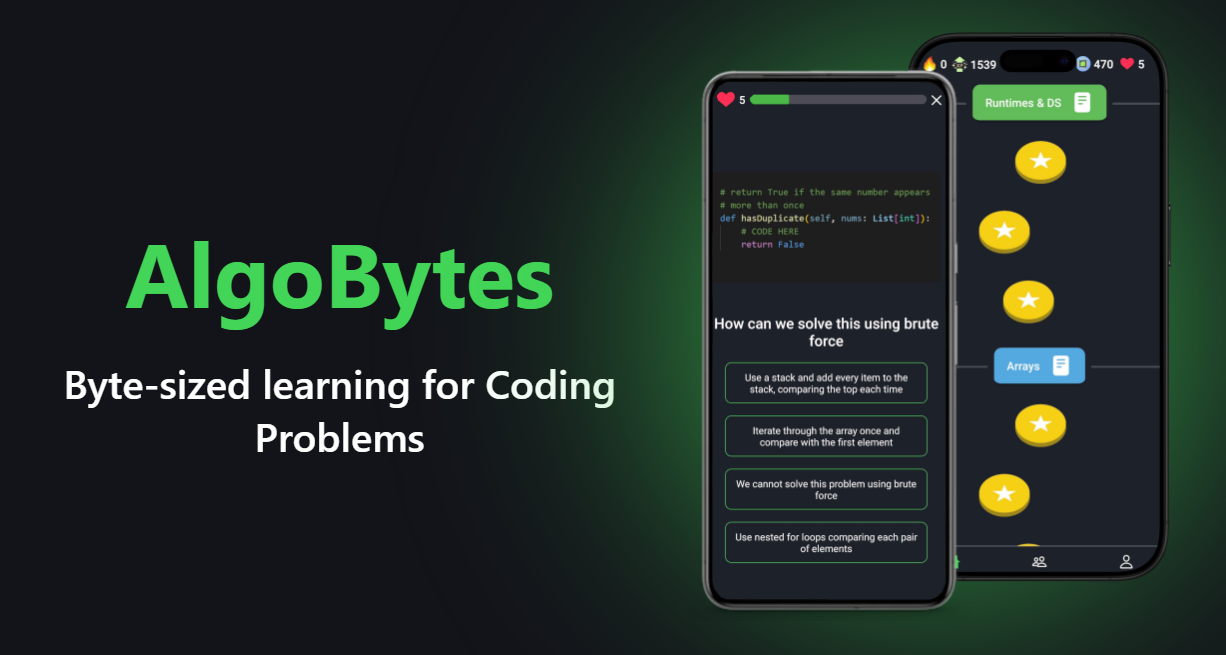 AlgoBytes
Byte-sized learning for Coding
Problems
5
# return True if the same number appears
# more than once
def hasDuplicate(self, nums: List[int]):
# CODE HERE
return False
How can we solve this using brute
force
Use a stack and add every item to the
stack, comparing the top each time
Iterate through the array once and
compare with the first element
We cannot solve this problem using brute
force
Use nested for loops comparing each pair
of elements
0 1539 470 5
Runtimes & DS
Arrays